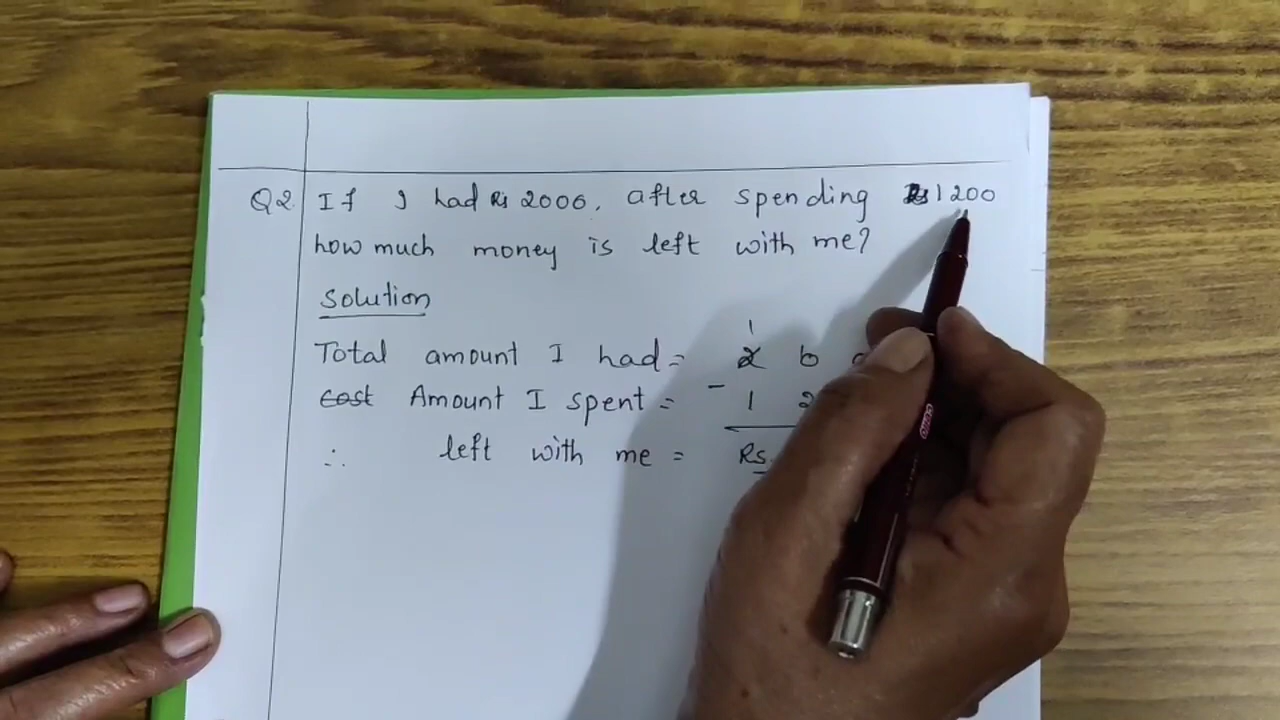 Q2 If I had Rs 2000. after spending Rs 1200
how much money is left with me?
Solution
Total amount I had = 2 0
Cost Amount I spent = - 1 2
∴ left with me = Rs.
cello